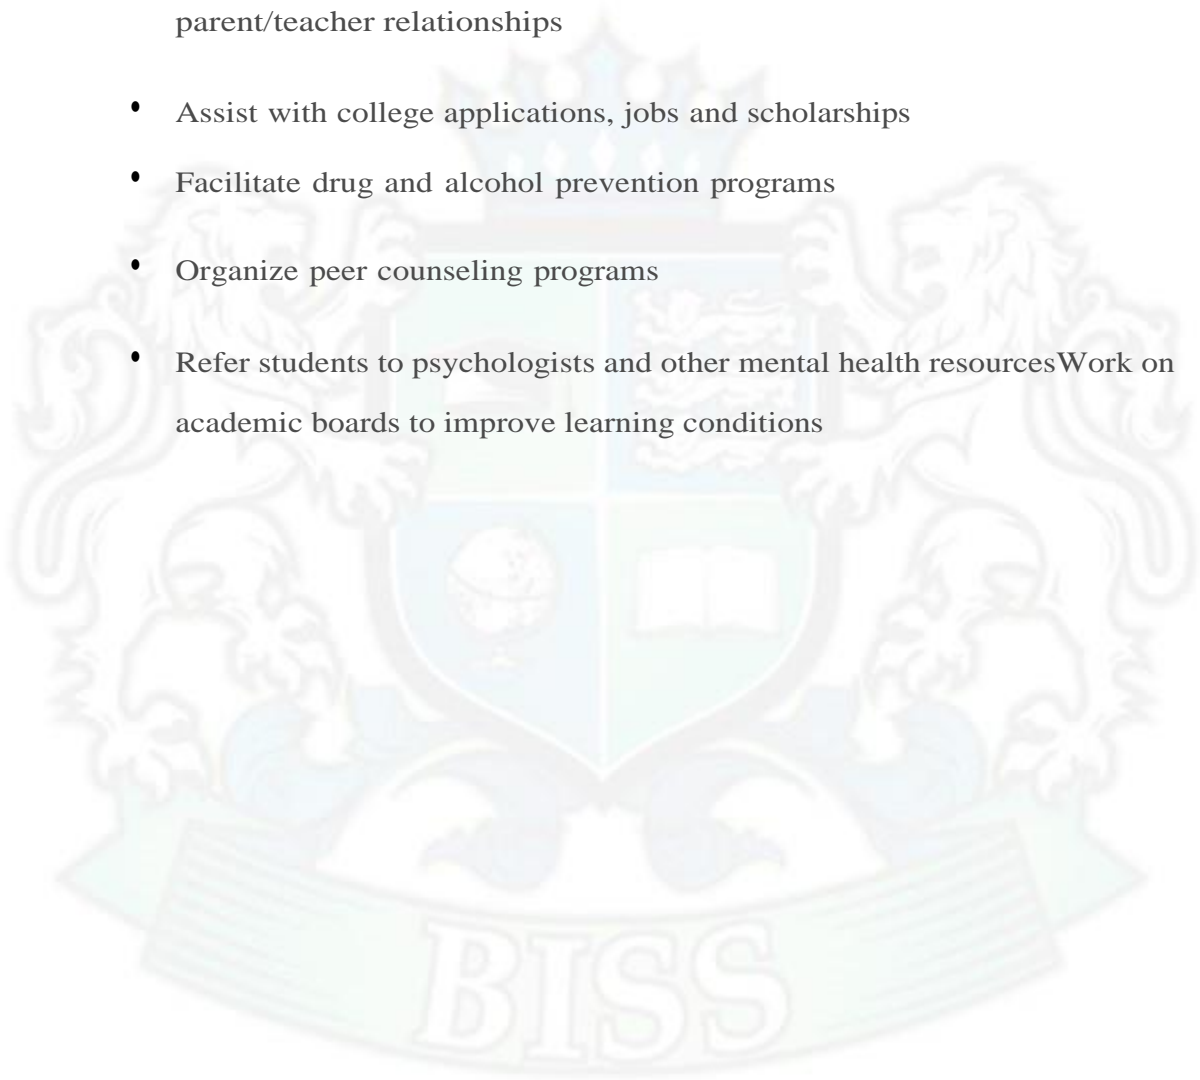 parent/teacher relationships
• Assist with college applications, jobs and scholarships
• Facilitate drug and alcohol prevention programs
• Organize peer counseling programs
• Refer students to psychologists and other mental health resourcesWork on
academic boards to improve learning conditions
BISS